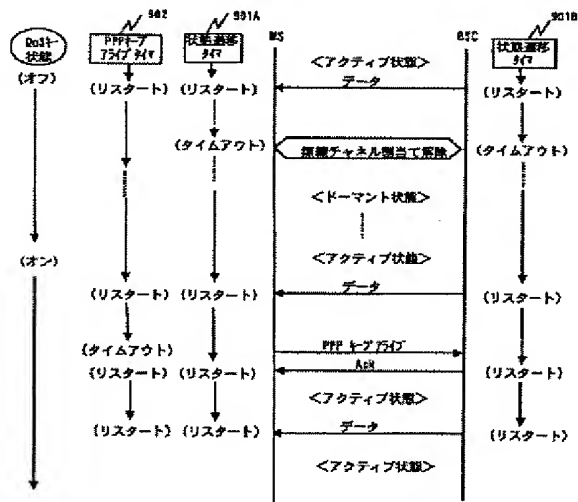 902
901A
901B
QoSキー
状態
PPPキープ
アライブ タイマ
状態遷移
タイマ
MS
BSC
状態遷移
タイマ
(オフ)
<アクティブ状態>
データ
(リスタート)
(リスタート)
(リスタート)
(タイムアウト)
無線チャネル割当て解除
(タイムアウト)
<ドーマント状態>
(オン)
<アクティブ状態>
データ
(リスタート)
(リスタート)
(リスタート)
(タイムアウト)
PPP キープアライブ
Ack
(リスタート)
(リスタート)
(リスタート)
<アクティブ状態>
データ
(リスタート)
(リスタート)
(リスタート)
<アクティブ状態>